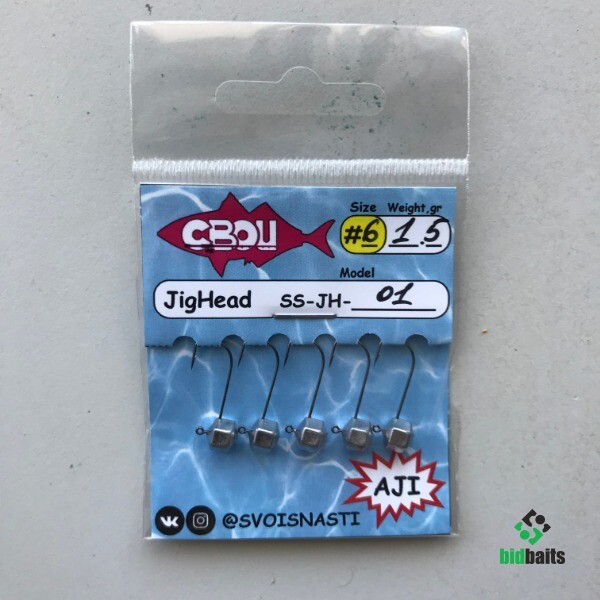 СВОИ
Size Weight,gr
#6 1.5
Model
JigHead SS-JH-01
AJI
@SVOISNASTI
bidbaits